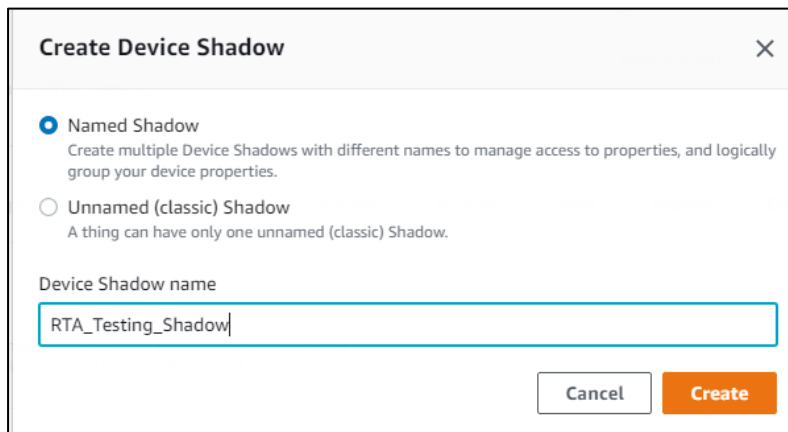 Create Device Shadow
Named Shadow
Create multiple Device Shadows with different names to manage access to properties, and logically
group your device properties.
Unnamed (classic) Shadow
A thing can have only one unnamed (classic) Shadow.
Device Shadow name
RTA_Testing_Shadow
Cancel Create